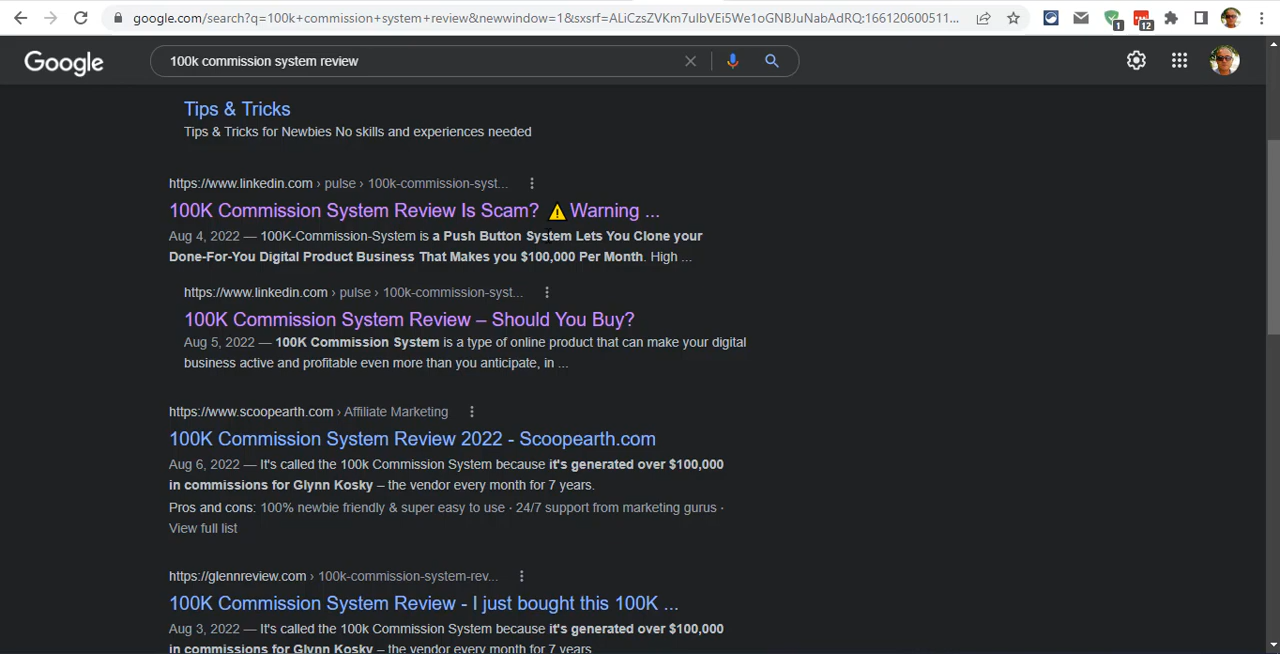 google.com/search?q=100k+commission+system+review&newwindow=1&sxsrf=ALiCzsZVKm7uIbVEi5We1oGNBJuNabAdRQ:166120600511...
1
12
Google
100k commission system review
Tips & Tricks
Tips & Tricks for Newbies No skills and experiences needed
https://www.linkedin.com › pulse › 100k-commission-syst...
100K Commission System Review Is Scam? ⚠️Warning ...
Aug 4, 2022 — 100K-Commission-System is a Push Button System Lets You Clone your
Done-For-You Digital Product Business That Makes you $100,000 Per Month. High ...
https://www.linkedin.com › pulse › 100k-commission-syst...
100K Commission System Review – Should You Buy?
Aug 5, 2022 — 100K Commission System is a type of online product that can make your digital
business active and profitable even more than you anticipate, in ...
https://www.scoopearth.com › Affiliate Marketing
100K Commission System Review 2022 - Scoopearth.com
Aug 6, 2022 — It's called the 100k Commission System because it's generated over $100,000
in commissions for Glynn Kosky – the vendor every month for 7 years.
Pros and cons: 100% newbie friendly & super easy to use · 24/7 support from marketing gurus ·
View full list
https://glennreview.com › 100k-commission-system-rev...
100K Commission System Review - I just bought this 100K ...
Aug 3, 2022 — It's called the 100k Commission System because it's generated over $100,000
in commissions for Glynn Kosky – the vendor every month for 7 years